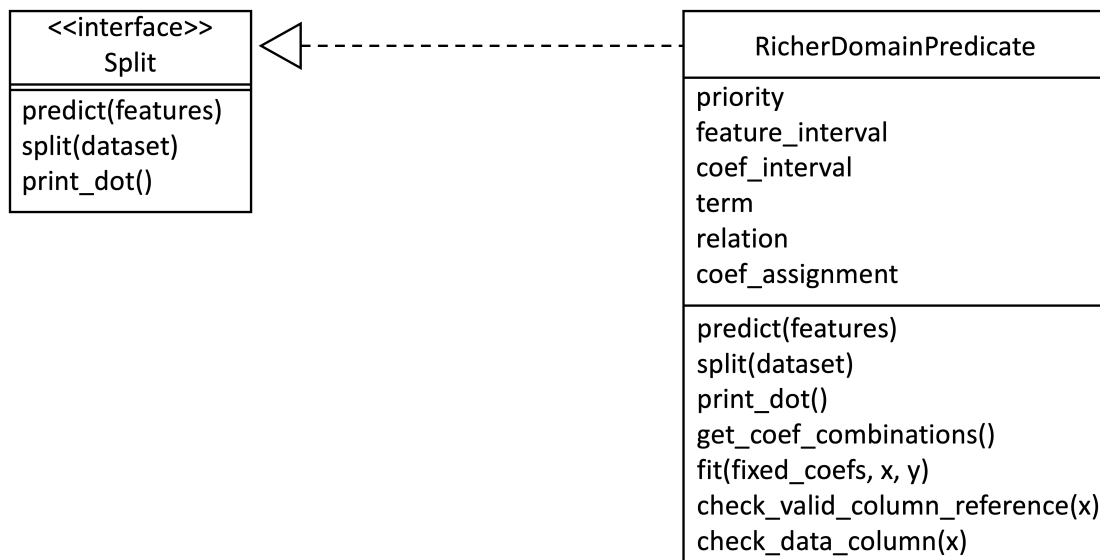 <<interface>>
Split
predict(features)
split(dataset)
print_dot()
RicherDomainPredicate
priority
feature_interval
coef_interval
term
relation
coef_assignment
predict(features)
split(dataset)
print_dot()
get_coef_combinations()
fit(fixed_coefs, x, y)
check_valid_column_reference(x)
check_data_column(x)